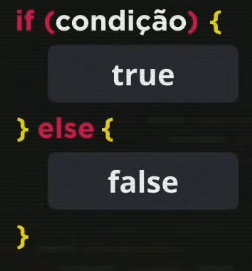 if (condição) {
true
} else {
false
}